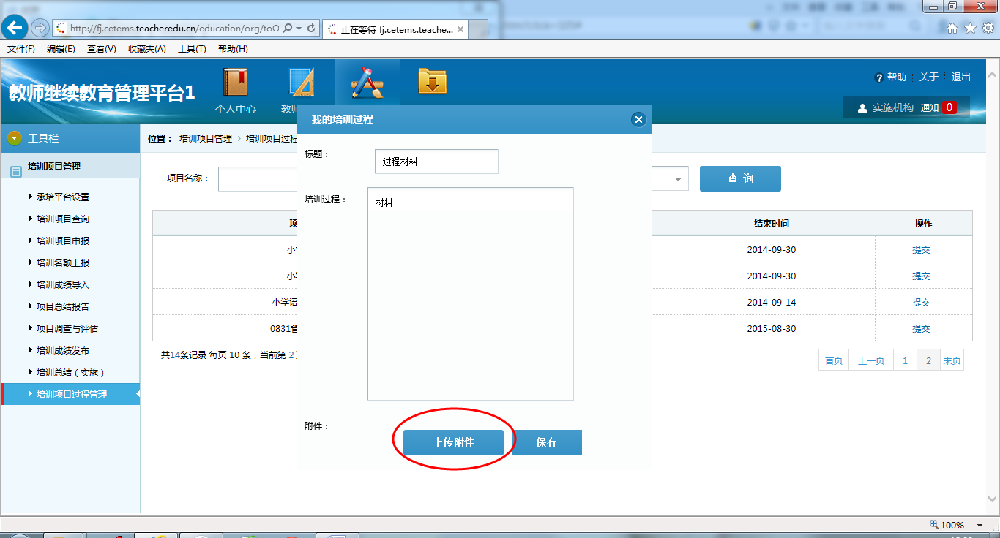 http://fj.cetems.teacheredu.cn/education/org/toO
正在等待 fj.cetems.teache...
文件(F) 编辑(E) 查看(V) 收藏夹(A) 工具(T) 帮助(H)
教师继续教育管理平台1
个人中心
教师
帮助 关于 退出
实施机构 通知 0
工具栏
培训项目管理
承培平台设置
培训项目查询
培训项目申报
培训名额上报
培训成绩导入
项目总结报告
项目调查与评估
培训成绩发布
培训总结(实施)
培训项目过程管理
位置: 培训项目管理 › 培训项目过程
项目名称:
查 询
我的培训过程
标题:
过程材料
培训过程:
材料
附件:
上传附件
保存
项 结束时间 操作
小学 2014-09-30 提交
小学 2014-09-30 提交
小学语 2014-09-14 提交
0831省 2015-08-30 提交
共14条记录 每页 10 条,当前第 2
首页 上一页 1 2 末页
100%